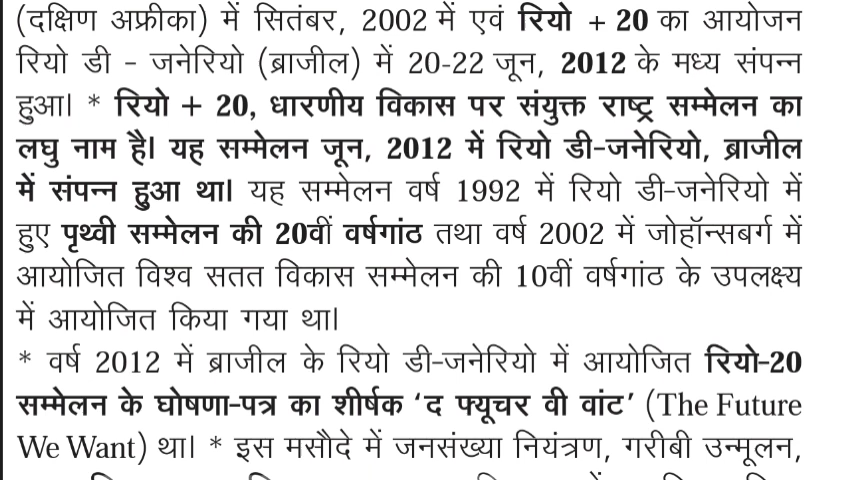 (दक्षिण अफ्रीका) में सितंबर, 2002 में एवं रियो + 20 का आयोजन
रियो डी - जनेरियो (ब्राजील) में 20-22 जून, 2012 के मध्य संपन्न
हुआ। * रियो + 20, धारणीय विकास पर संयुक्त राष्ट्र सम्मेलन का
लघु नाम है। यह सम्मेलन जून, 2012 में रियो डी-जनेरियो, ब्राजील
में संपन्न हुआ था। यह सम्मेलन वर्ष 1992 में रियो डी-जनेरियो में
हुए पृथ्वी सम्मेलन की 20वीं वर्षगांठ तथा वर्ष 2002 में जोहॉन्सबर्ग में
आयोजित विश्व सतत विकास सम्मेलन की 10वीं वर्षगांठ के उपलक्ष्य
में आयोजित किया गया था।
* वर्ष 2012 में ब्राजील के रियो डी-जनेरियो में आयोजित रियो-20
सम्मेलन के घोषणा-पत्र का शीर्षक ‘द फ्यूचर वी वांट’ (The Future
We Want) था। * इस मसौदे में जनसंख्या नियंत्रण, गरीबी उन्मूलन,